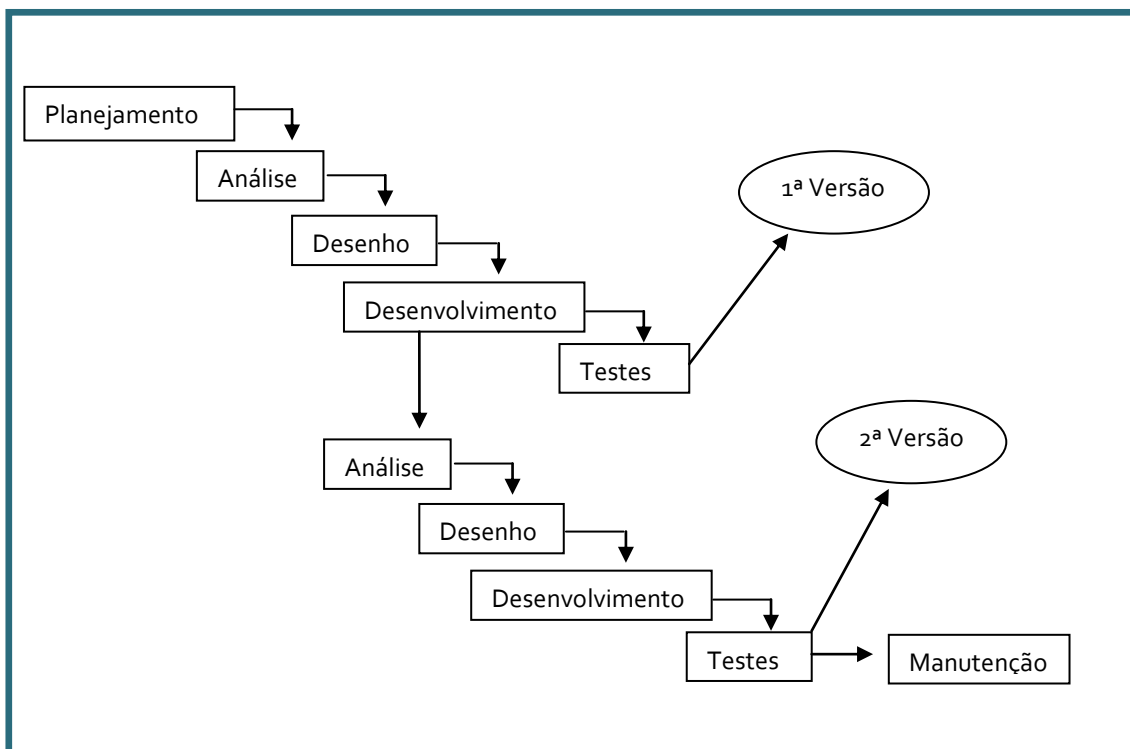 Planejamento
Análise
1ª Versão
Desenho
Desenvolvimento
Testes
2ª Versão
Análise
Desenho
Desenvolvimento
Testes
Manutenção